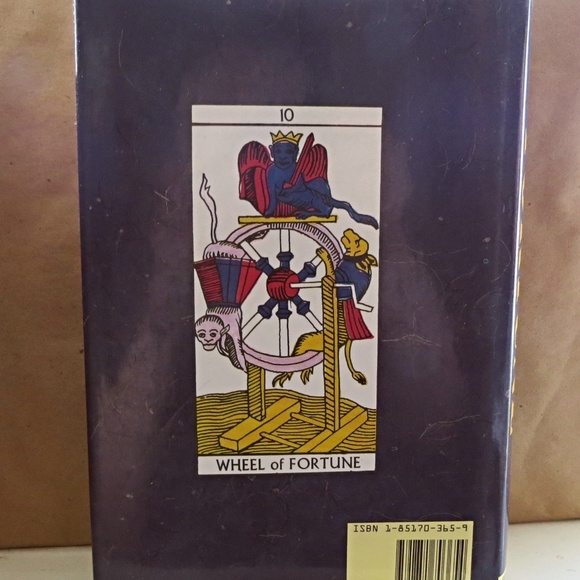 10
WHEEL of FORTUNE
ISBN 1-85170-365-9